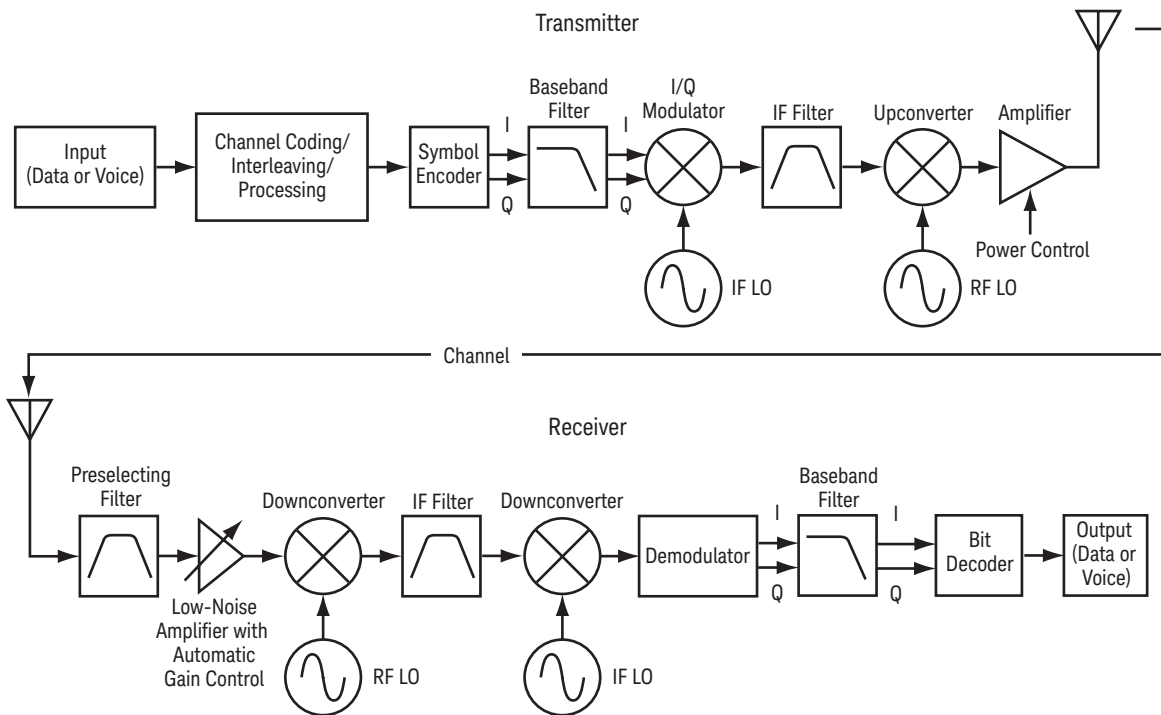 Transmitter
Input
(Data or Voice)
Channel Coding/
Interleaving/
Processing
Symbol
Encoder
I
Q
Baseband
Filter
I
Q
I/Q
Modulator
IF LO
IF Filter
Upconverter
RF LO
Amplifier
Power Control
Channel
Receiver
Preselecting
Filter
Low-Noise
Amplifier with
Automatic
Gain Control
Downconverter
RF LO
IF Filter
Downconverter
IF LO
Demodulator
I
Q
Baseband
Filter
I
Q
Bit
Decoder
Output
(Data or
Voice)